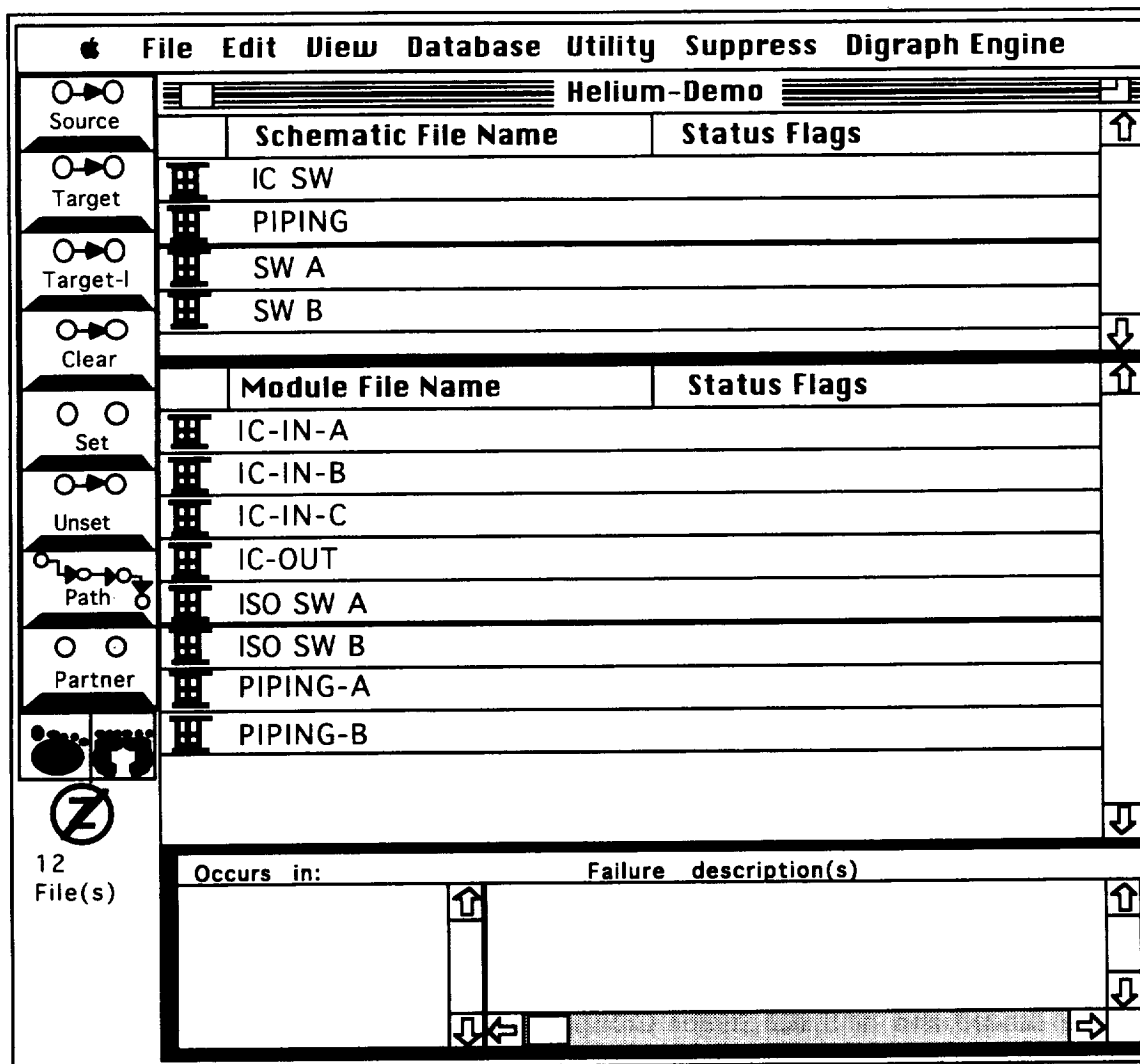 File Edit View Database Utility Suppress Digraph Engine
Helium-Demo
Source
Target
Target-I
Clear
Set
Unset
Path
Partner
Z
12
File(s)
Schematic File Name Status Flags
IC SW
PIPING
SW A
SW B
Module File Name Status Flags
IC-IN-A
IC-IN-B
IC-IN-C
IC-OUT
ISO SW A
ISO SW B
PIPING-A
PIPING-B
Occurs in: Failure description(s)